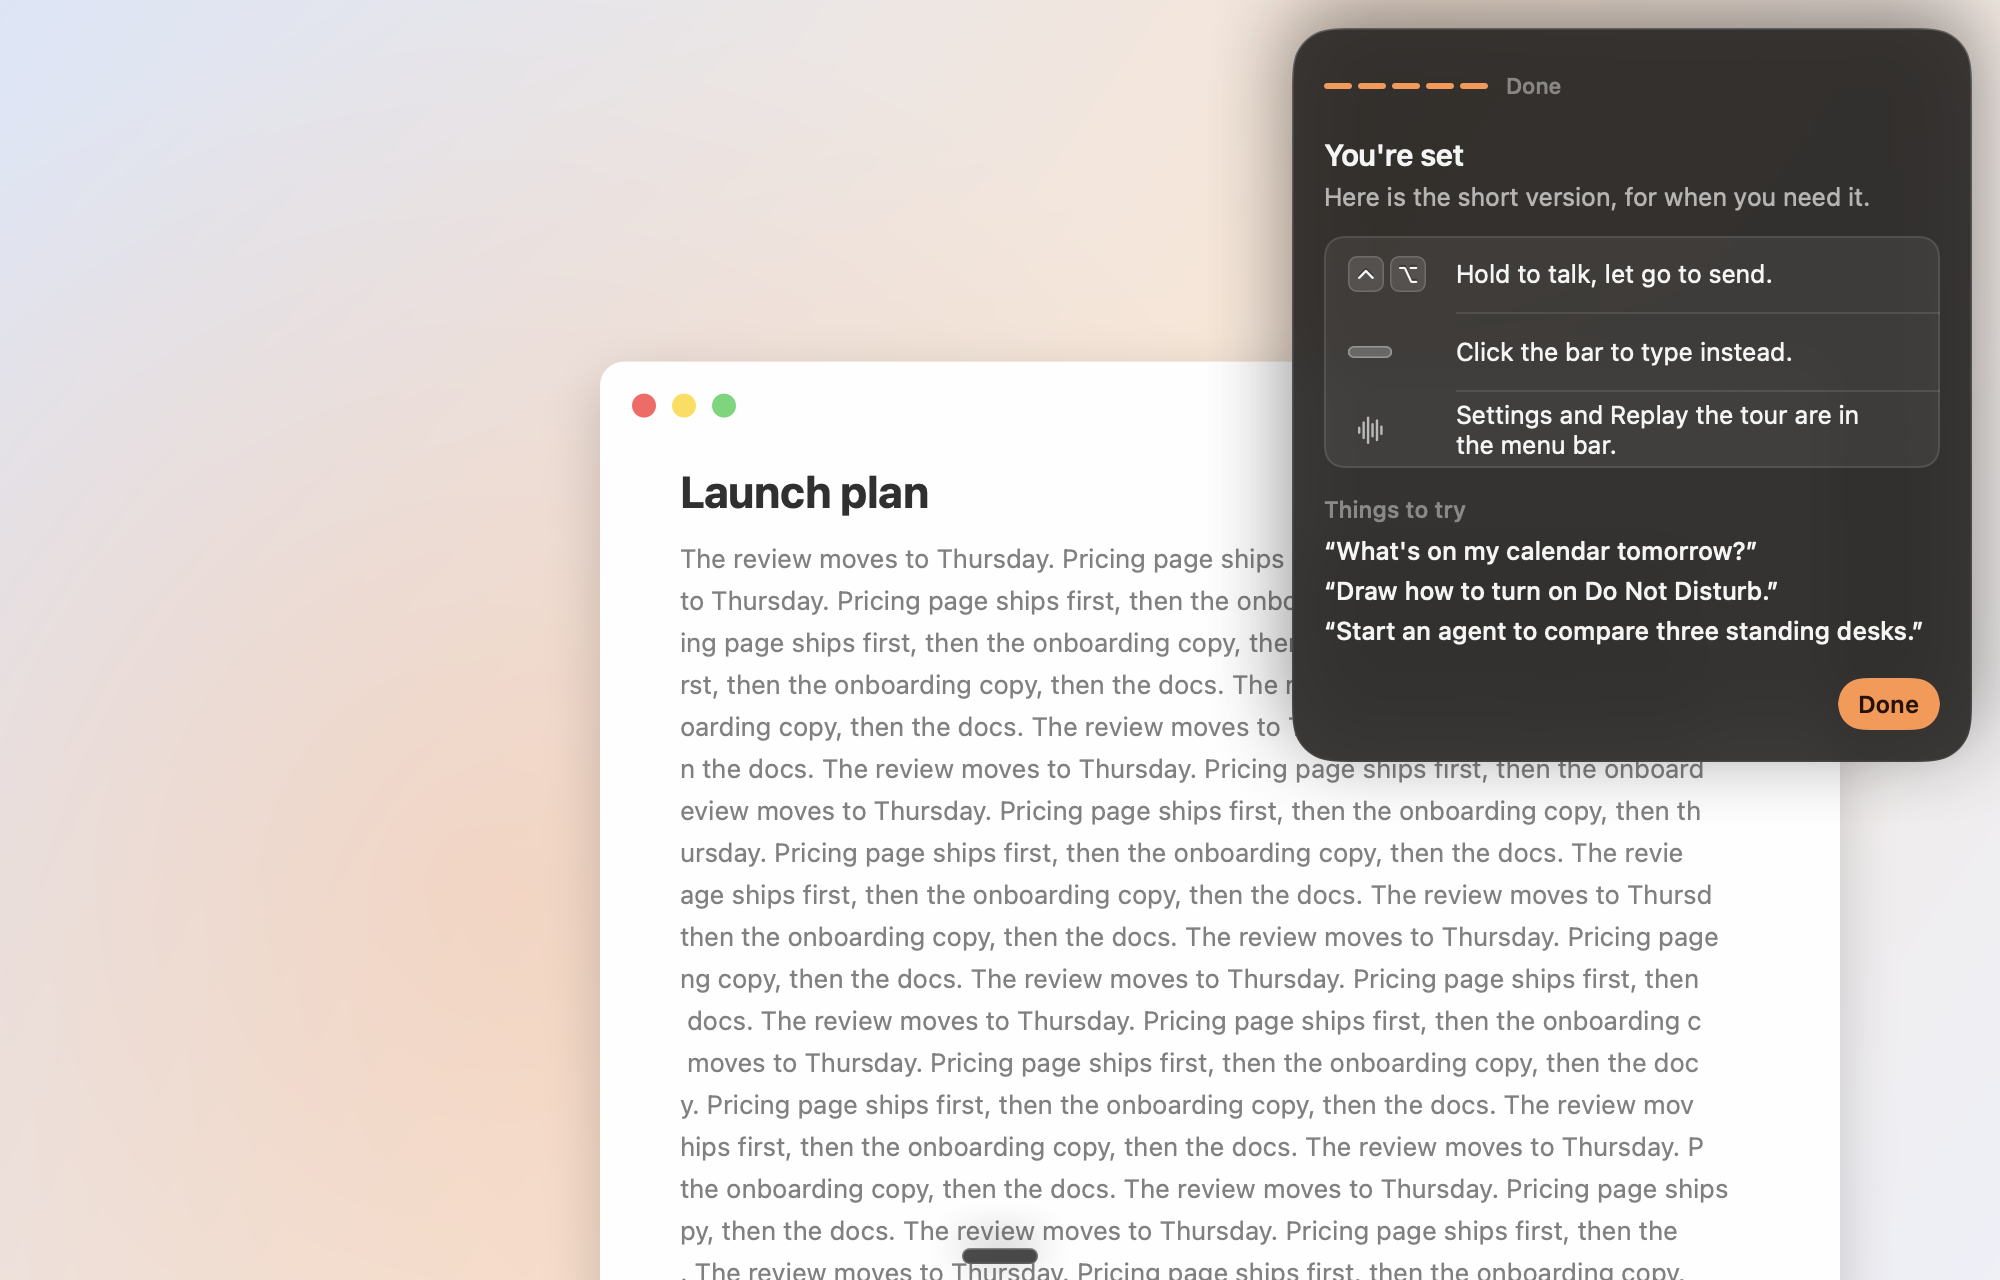 Done
You're set
Here is the short version, for when you need it.
Hold to talk, let go to send.
Click the bar to type instead.
Settings and Replay the tour are in
the menu bar.
Things to try
“What's on my calendar tomorrow?”
“Draw how to turn on Do Not Disturb.”
“Start an agent to compare three standing desks.”
Done
Launch plan
The review moves to Thursday. Pricing page ships
to Thursday. Pricing page ships first, then the onbo
ing page ships first, then the onboarding copy, then
rst, then the onboarding copy, then the docs. The r
oarding copy, then the docs. The review moves to T
n the docs. The review moves to Thursday. Pricing page ships first, then the onboard
eview moves to Thursday. Pricing page ships first, then the onboarding copy, then th
ursday. Pricing page ships first, then the onboarding copy, then the docs. The revie
age ships first, then the onboarding copy, then the docs. The review moves to Thursd
then the onboarding copy, then the docs. The review moves to Thursday. Pricing page
ng copy, then the docs. The review moves to Thursday. Pricing page ships first, then
docs. The review moves to Thursday. Pricing page ships first, then the onboarding c
moves to Thursday. Pricing page ships first, then the onboarding copy, then the doc
y. Pricing page ships first, then the onboarding copy, then the docs. The review mov
hips first, then the onboarding copy, then the docs. The review moves to Thursday. P
the onboarding copy, then the docs. The review moves to Thursday. Pricing page ships
py, then the docs. The review moves to Thursday. Pricing page ships first, then the
. The review moves to Thursday. Pricing page ships first, then the onboarding copy,